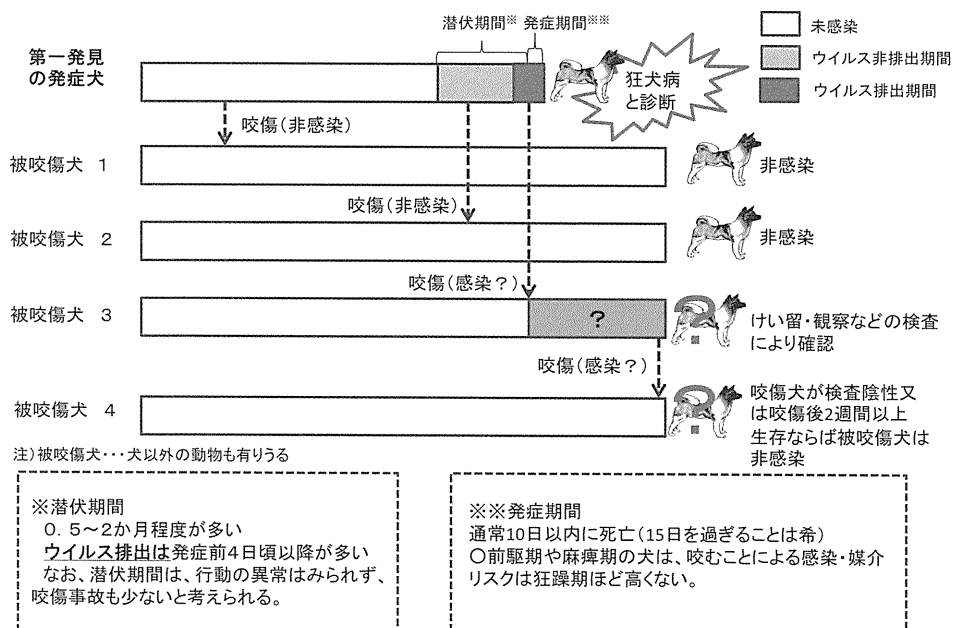 潜伏期間※ 発症期間※※
未感染
ウイルス非排出期間
ウイルス排出期間
第一発見
の発症犬
狂犬病
と診断
咬傷(非感染)
被咬傷犬 1
非感染
咬傷(非感染)
被咬傷犬 2
非感染
咬傷(感染?)
被咬傷犬 3
?
?
けい留・観察などの検査
により確認
咬傷(感染?)
被咬傷犬 4
?
咬傷犬が検査陰性又
は咬傷後2週間以上
生存ならば被咬傷犬は
非感染
注)被咬傷犬・・・犬以外の動物も有りうる
※潜伏期間
0.5~2か月程度が多い
ウイルス排出は発症前4日頃以降が多い
なお、潜伏期間は、行動の異常はみられず、
咬傷事故も少ないと考えられる。
※※発症期間
通常10日以内に死亡(15日を過ぎることは希)
○前駆期や麻痺期の犬は、咬むことによる感染・媒介
リスクは狂躁期ほど高くない。